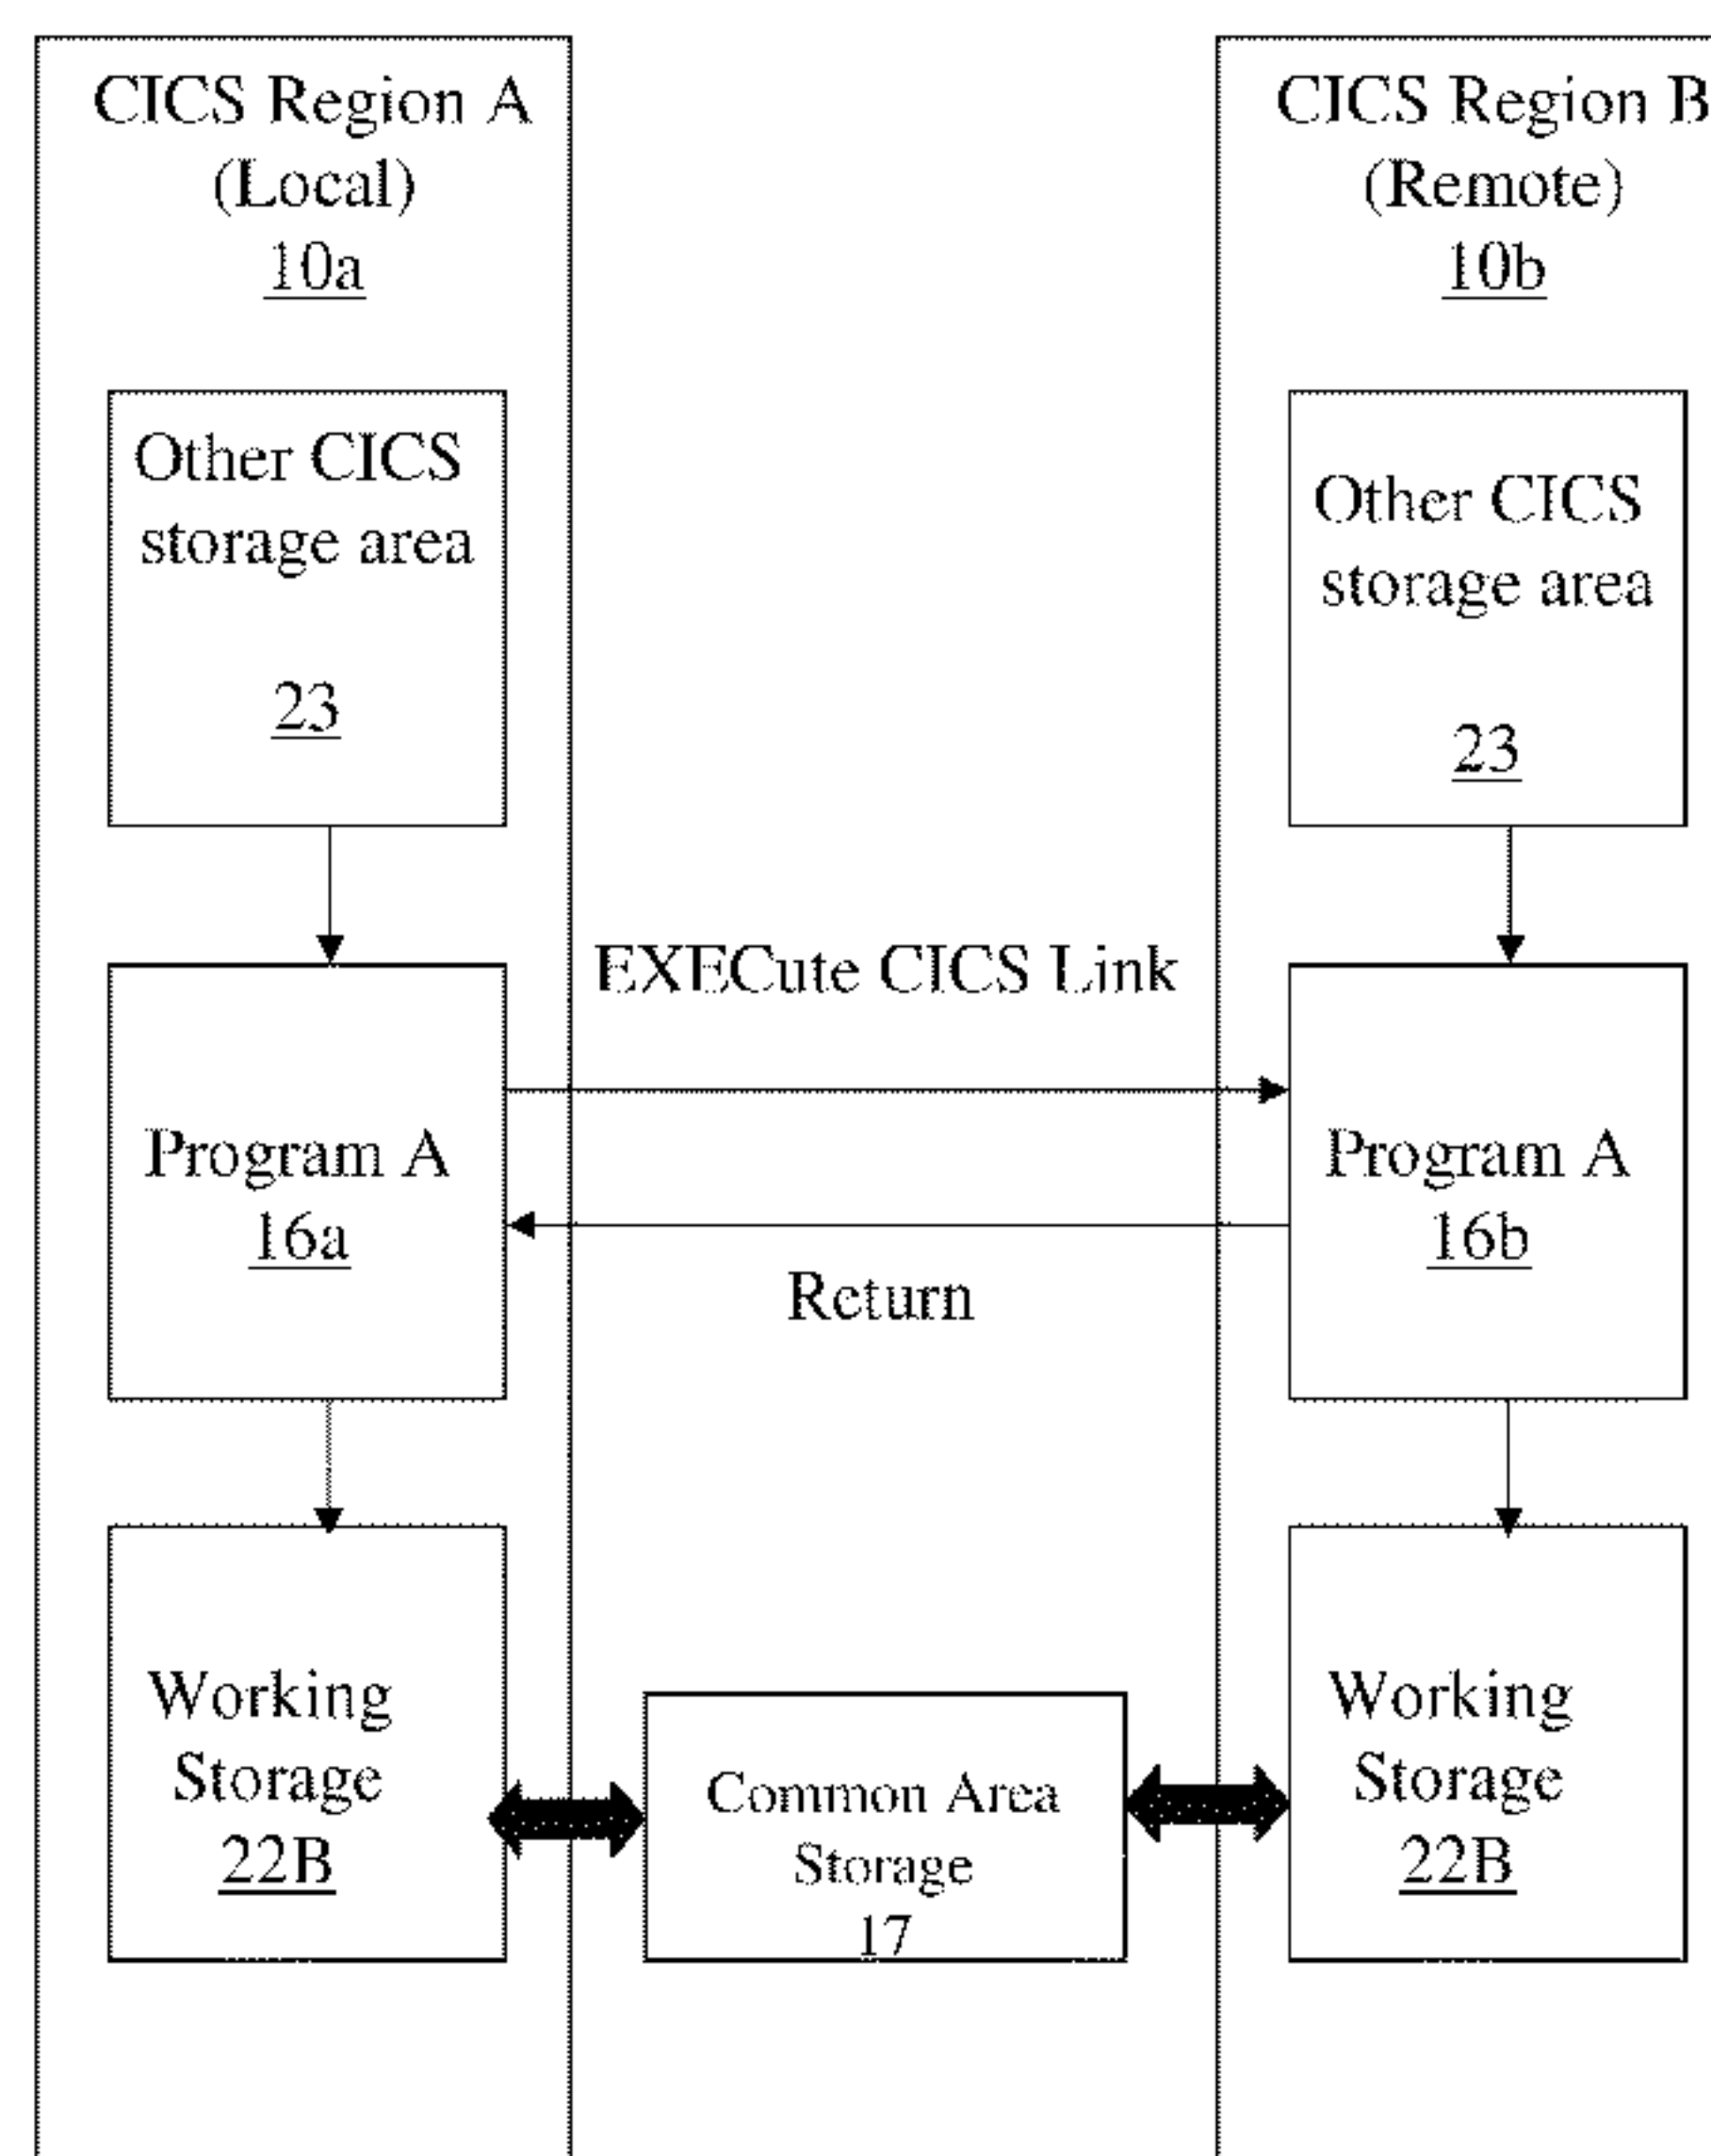 CICS Region A
(Local)
10a
Other CICS
storage area
23
Program A
16a
Working
Storage
22B
EXECute CICS Link
Return
Common Area
Storage
17
CICS Region B
(Remote)
10b
Other CICS
storage area
23
Program A
16b
Working
Storage
22B